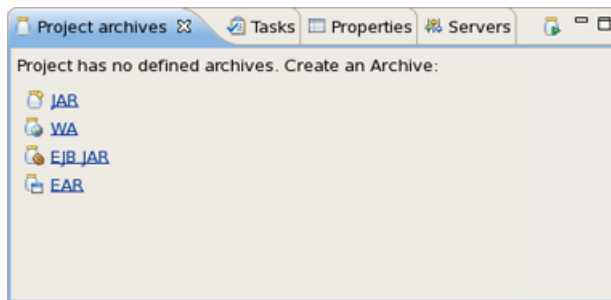 Project archives Tasks Properties Servers
Project has no defined archives. Create an Archive:
JAR
WA
EJB JAR
EAR